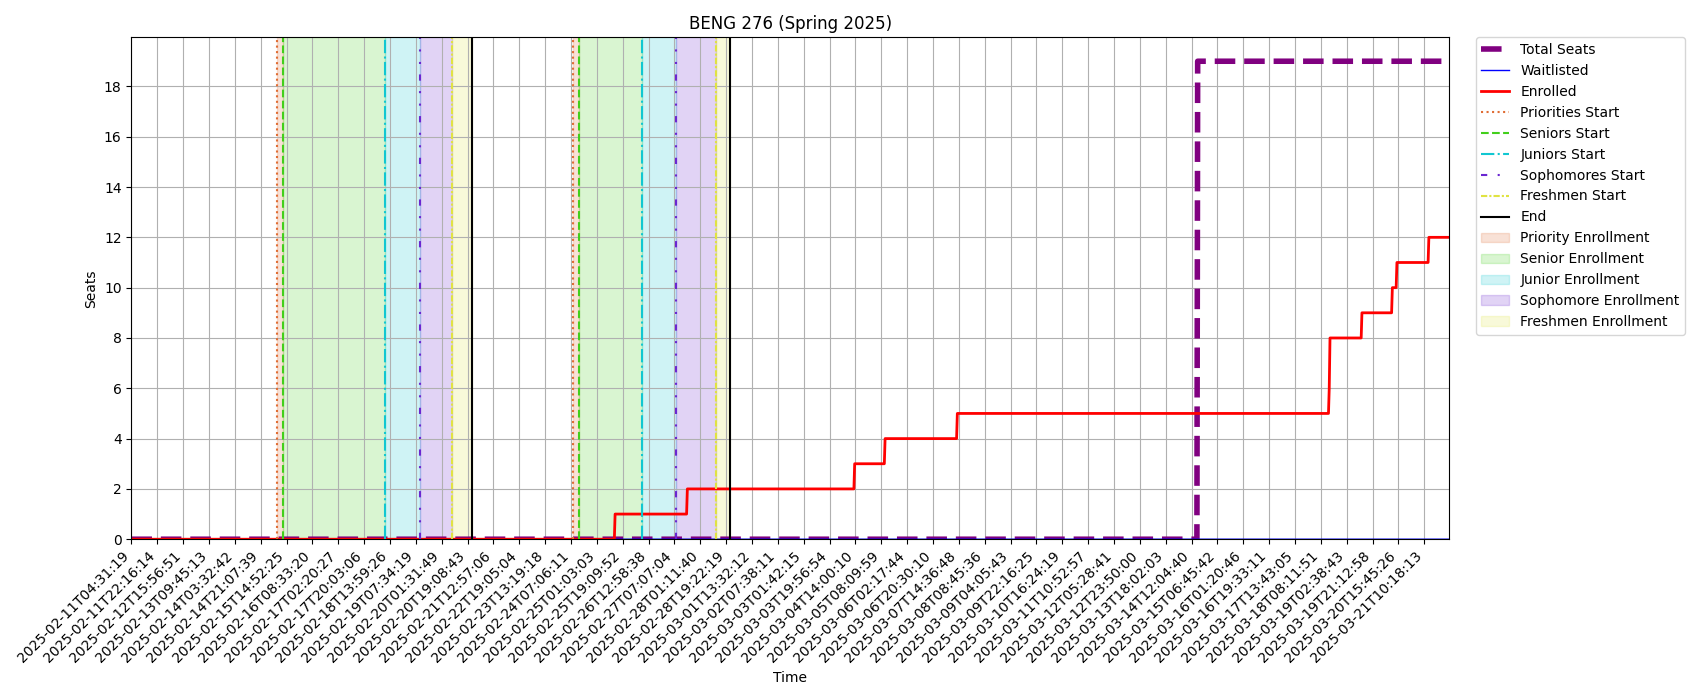 BENG 276 (Spring 2025)
Seats
18
16
14
12
10
8
6
4
2
0
2025-02-11T04:31:19
2025-02-11T22:16:14
2025-02-12T15:56:51
2025-02-13T09:45:13
2025-02-14T03:32:42
2025-02-14T21:07:39
2025-02-15T14:52:25
2025-02-16T08:33:20
2025-02-17T02:20:27
2025-02-17T20:03:06
2025-02-18T13:59:26
2025-02-19T07:34:19
2025-02-20T01:31:49
2025-02-20T19:08:43
2025-02-21T12:57:06
2025-02-22T19:05:04
2025-02-23T13:19:18
2025-02-24T07:06:11
2025-02-25T01:03:03
2025-02-25T19:09:52
2025-02-26T12:58:38
2025-02-27T07:07:04
2025-02-28T01:11:40
2025-02-28T19:22:19
2025-03-01T13:32:12
2025-03-02T07:38:11
2025-03-03T01:42:15
2025-03-03T19:56:54
2025-03-04T14:00:10
2025-03-05T08:09:59
2025-03-06T02:17:44
2025-03-06T20:30:10
2025-03-07T14:36:48
2025-03-08T08:45:36
2025-03-09T04:05:43
2025-03-09T22:16:25
2025-03-10T16:24:19
2025-03-11T10:52:57
2025-03-12T05:28:41
2025-03-12T23:50:00
2025-03-13T18:02:03
2025-03-14T12:04:40
2025-03-15T06:45:42
2025-03-16T01:20:46
2025-03-16T19:33:11
2025-03-17T13:43:05
2025-03-18T08:11:51
2025-03-19T02:38:43
2025-03-19T21:12:58
2025-03-20T15:45:26
2025-03-21T10:18:13
Time
Total Seats
Waitlisted
Enrolled
Priorities Start
Seniors Start
Juniors Start
Sophomores Start
Freshmen Start
End
Priority Enrollment
Senior Enrollment
Junior Enrollment
Sophomore Enrollment
Freshmen Enrollment